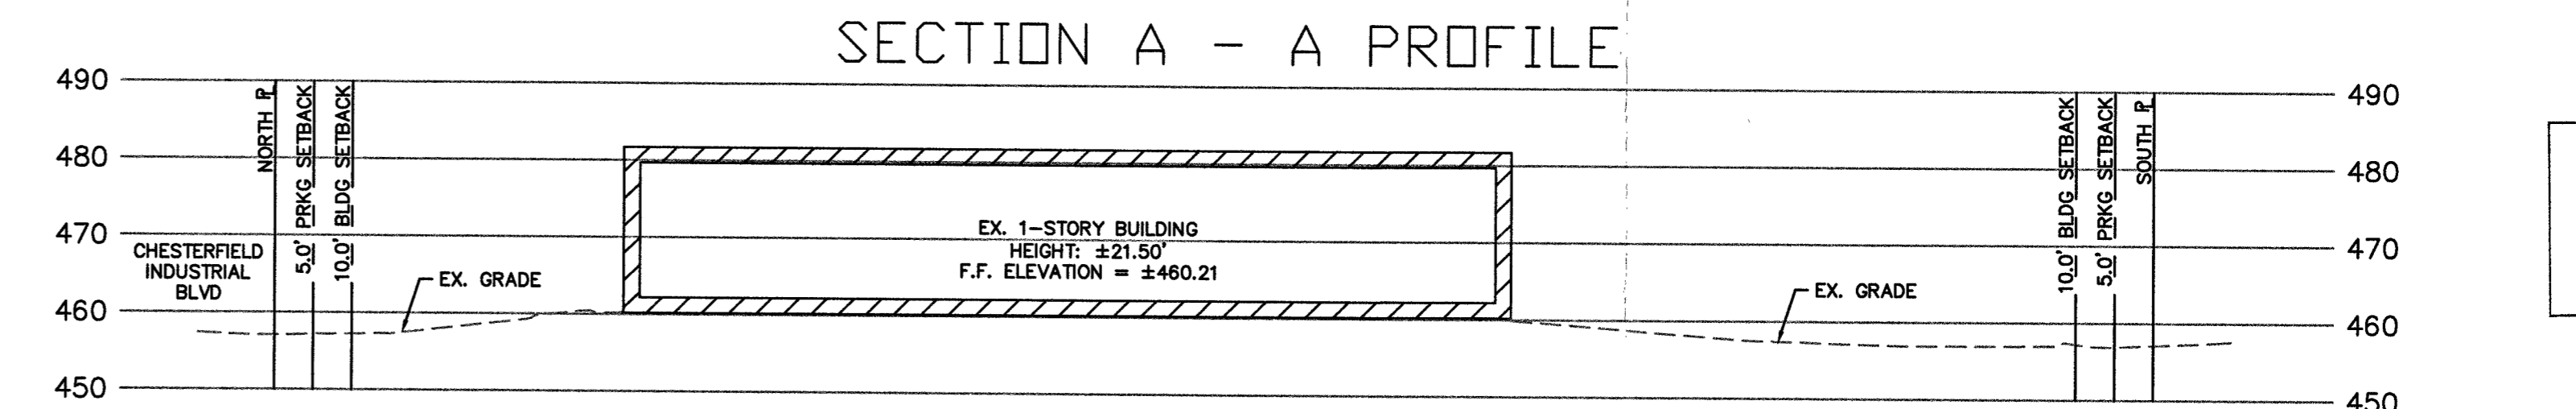 SECTION A - A PROFILE
490
490
NORTH PL
5.0' PRKG SETBACK
10.0' BLDG SETBACK
10.0' BLDG SETBACK
5.0' PRKG SETBACK
SOUTH PL
480
480
470
470
CHESTERFIELD
INDUSTRIAL
BLVD
EX. GRADE
EX. 1-STORY BUILDING
HEIGHT: ±21.50'
F.F. ELEVATION = ±460.21
EX. GRADE
460
460
450
450